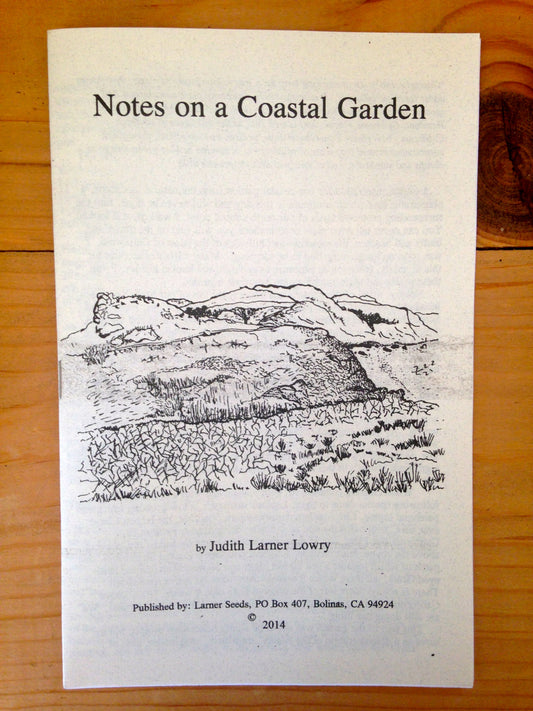 Notes on a Coastal Garden
by Judith Larner Lowry
Published by: Larner Seeds, PO Box 407, Bolinas, CA 94924
©
2014